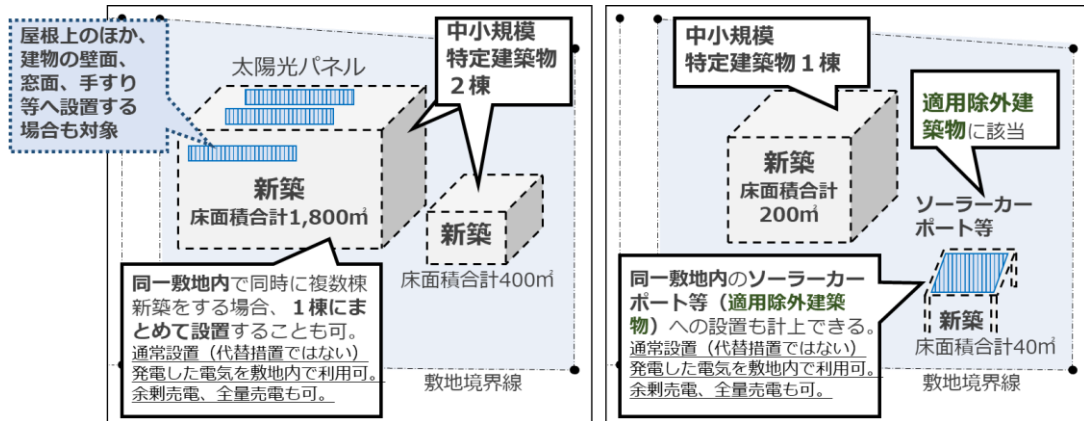 屋根上のほか、
建物の壁面、
窓面、手すり
等へ設置する
場合も対象
太陽光パネル
中小規模
特定建築物
２棟
新築
床面積合計1,800㎡
新築
床面積合計400㎡
同一敷地内で同時に複数棟
新築をする場合、１棟にま
とめて設置することも可。
通常設置（代替措置ではない）
発電した電気を敷地内で利用可。
余剰売電、全量売電も可。
敷地境界線
中小規模
特定建築物１棟
適用除外建
築物に該当
新築
床面積合計
200㎡
ソーラーカー
ポート等
同一敷地内のソーラーカー
ポート等（適用除外建築
物）への設置も計上できる。
通常設置（代替措置ではない）
発電した電気を敷地内で利用可。
余剰売電、全量売電も可。
新築
床面積合計40㎡
敷地境界線